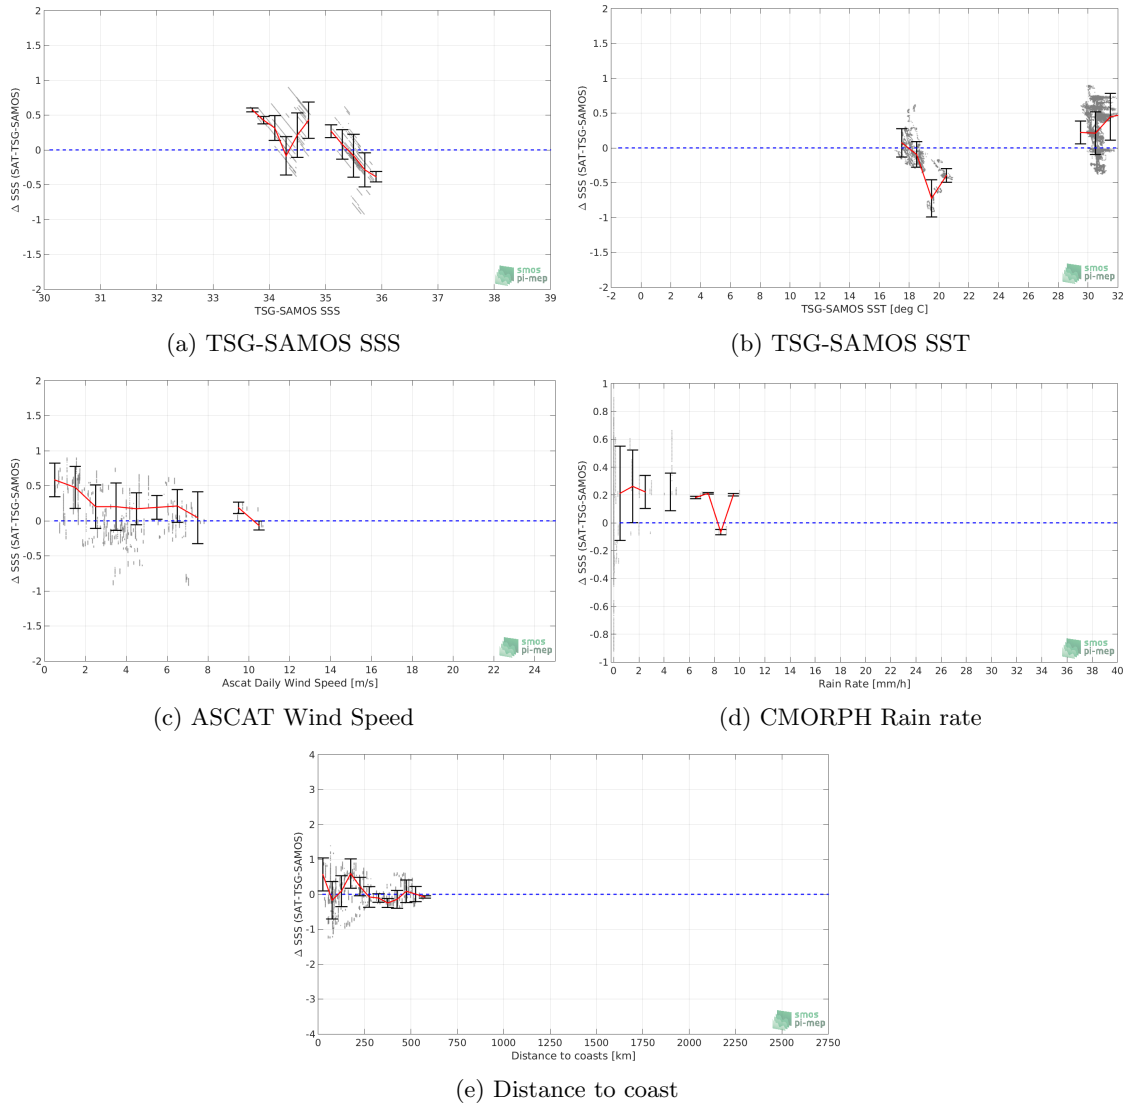 2
1.5
1
0.5
0
-0.5
-1
-1.5
-2
Δ SSS (SAT-TSG-SAMOS)
30 31 32 33 34 35 36 37 38 39
TSG-SAMOS SSS
smos
pi-mep
(a) TSG-SAMOS SSS
2
1.5
1
0.5
0
-0.5
-1
-1.5
-2
Δ SSS (SAT-TSG-SAMOS)
-2 0 2 4 6 8 10 12 14 16 18 20 22 24 26 28 30 32
TSG-SAMOS SST [deg C]
smos
pi-mep
(b) TSG-SAMOS SST
2
1.5
1
0.5
0
-0.5
-1
-1.5
-2
Δ SSS (SAT-TSG-SAMOS)
0 2 4 6 8 10 12 14 16 18 20 22 24
Ascat Daily Wind Speed [m/s]
smos
pi-mep
(c) ASCAT Wind Speed
1
0.8
0.6
0.4
0.2
0
-0.2
-0.4
-0.6
-0.8
-1
Δ SSS (SAT-TSG-SAMOS)
0 2 4 6 8 10 12 14 16 18 20 22 24 26 28 30 32 34 36 38 40
Rain Rate [mm/h]
smos
pi-mep
(d) CMORPH Rain rate
4
3
2
1
0
-1
-2
-3
-4
Δ SSS (SAT-TSG-SAMOS)
0 250 500 750 1000 1250 1500 1750 2000 2250 2500 2750
Distance to coasts [km]
smos
pi-mep
(e) Distance to coast